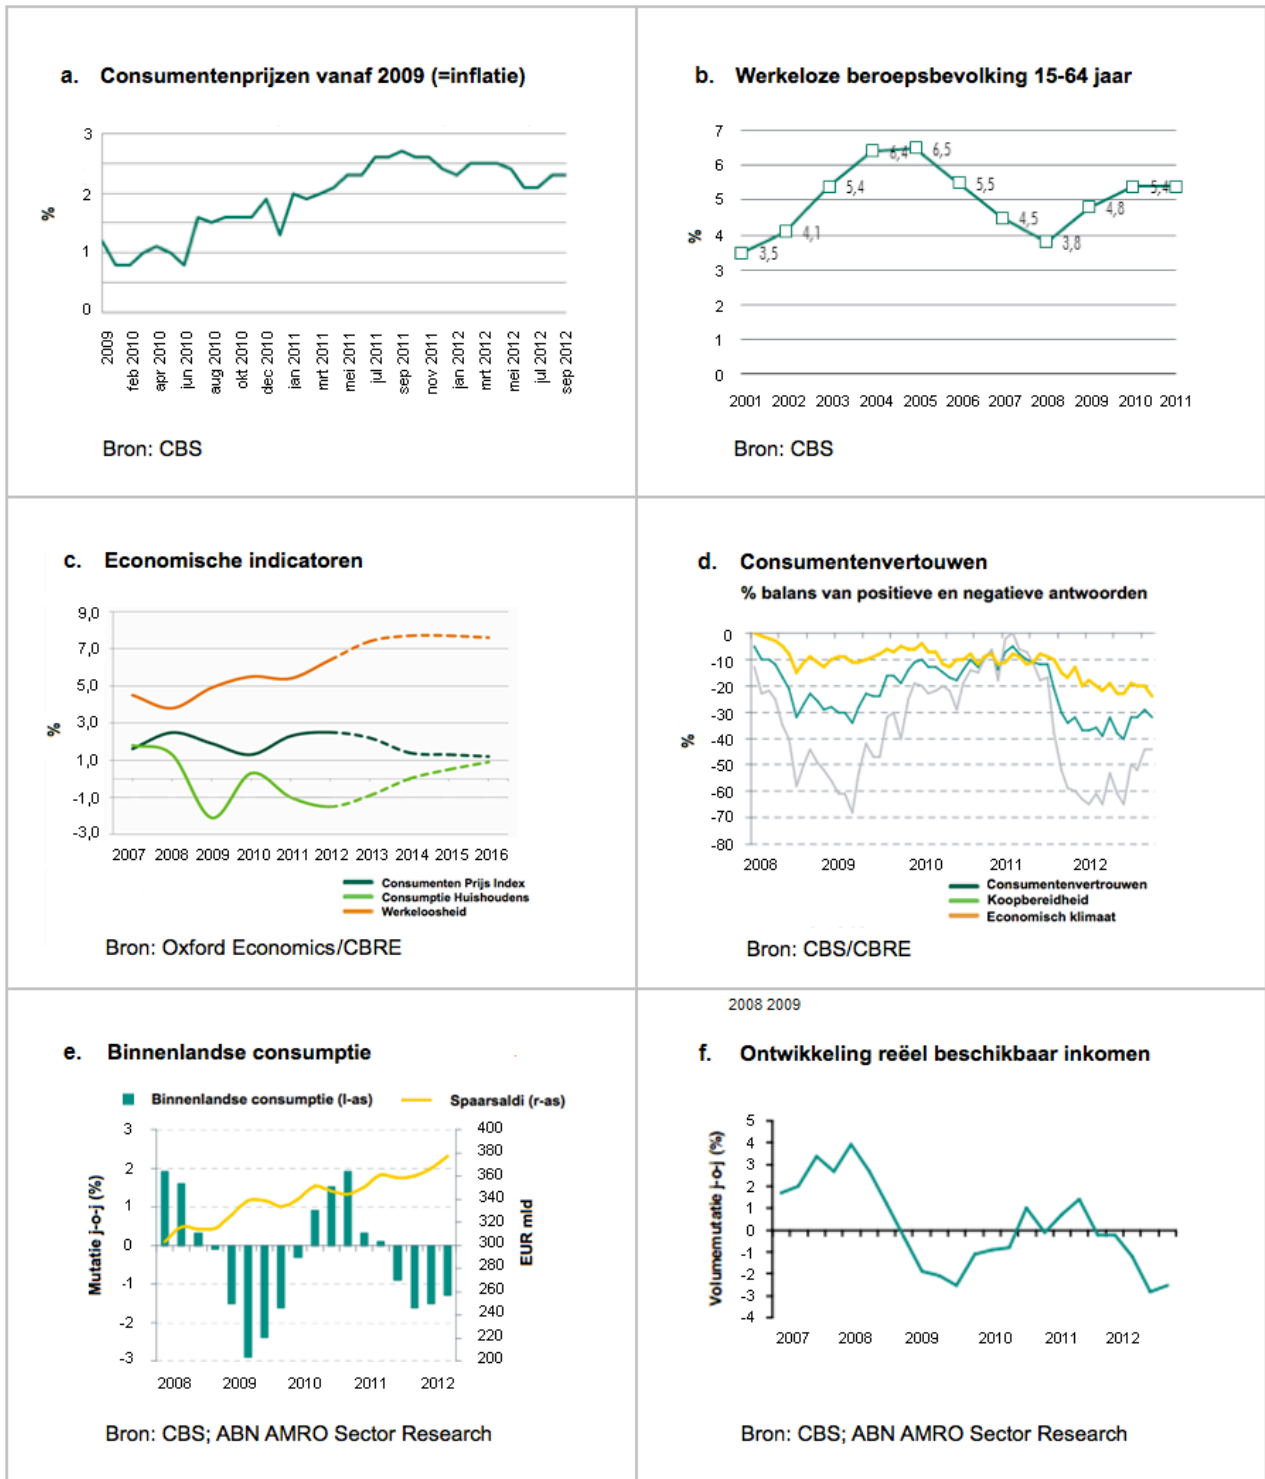 a. Consumentenprijzen vanaf 2009 (=inflatie)
3
2
1
0
%
2009
feb 2010
apr 2010
jun 2010
aug 2010
okt 2010
dec 2010
jan 2011
mrt 2011
mei 2011
jul 2011
sep 2011
nov 2011
jan 2012
mrt 2012
mei 2012
jul 2012
sep 2012
Bron: CBS
b. Werkeloze beroepsbevolking 15-64 jaar
7
6
5
4
3
2
1
0
%
3,5
4,1
5,4
6,4
6,5
5,5
4,5
3,8
4,8
5,4
2001 2002 2003 2004 2005 2006 2007 2008 2009 2010 2011
Bron: CBS
c. Economische indicatoren
9,0
7,0
5,0
3,0
1,0
-1,0
-3,0
%
2007 2008 2009 2010 2011 2012 2013 2014 2015 2016
Consumenten Prijs Index
Consumptie Huishoudens
Werkeloosheid
Bron: Oxford Economics/CBRE
d. Consumentenvertouwen
% balans van positieve en negatieve antwoorden
0
-10
-20
-30
-40
-50
-60
-70
-80
%
2008 2009 2010 2011 2012
Consumentenvertrouwen
Koopbereidheid
Economisch klimaat
Bron: CBS/CBRE
e. Binnenlandse consumptie
Binnenlandse consumptie (l-as) Spaarsaldi (r-as)
3
2
1
0
-1
-2
-3
Mutatie j-o-j (%)
400
380
360
340
320
300
280
260
240
220
200
EUR mld
2008 2009 2010 2011 2012
Bron: CBS; ABN AMRO Sector Research
2008 2009
f. Ontwikkeling reëel beschikbaar inkomen
5
4
3
2
1
0
-1
-2
-3
-4
Volumemutatie j-o-j (%)
2007 2008 2009 2010 2011 2012
Bron: CBS; ABN AMRO Sector Research